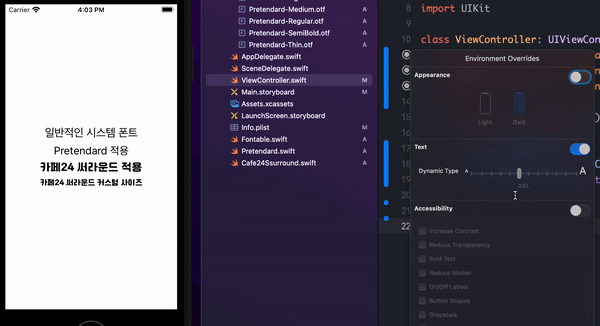 Carrier
4:03 PM
일반적인 시스템 폰트
Pretendard 적용
카페24 써라운드 적용
카페24 써라운드 커스텀 사이즈
Pretendard-Medium.otf A
Pretendard-Regular.otf A
Pretendard-SemiBold.otf A
Pretendard-Thin.otf A
AppDelegate.swift
SceneDelegate.swift
ViewController.swift M
Main.storyboard M
Assets.xcassets
LaunchScreen.storyboard
Info.plist M
Fontable.swift A
Pretendard.swift A
Cafe24Ssurround.swift A
8 import UIKit
9
10 class ViewController: UIViewCon
Environment Overrides
Appearance
Light Dark
Text
Dynamic Type A A
XXL
Accessibility
Increase Contrast
Reduce Transparency
Bold Text
Reduce Motion
On/Off Labels
Button Shapes
Grayscale
22